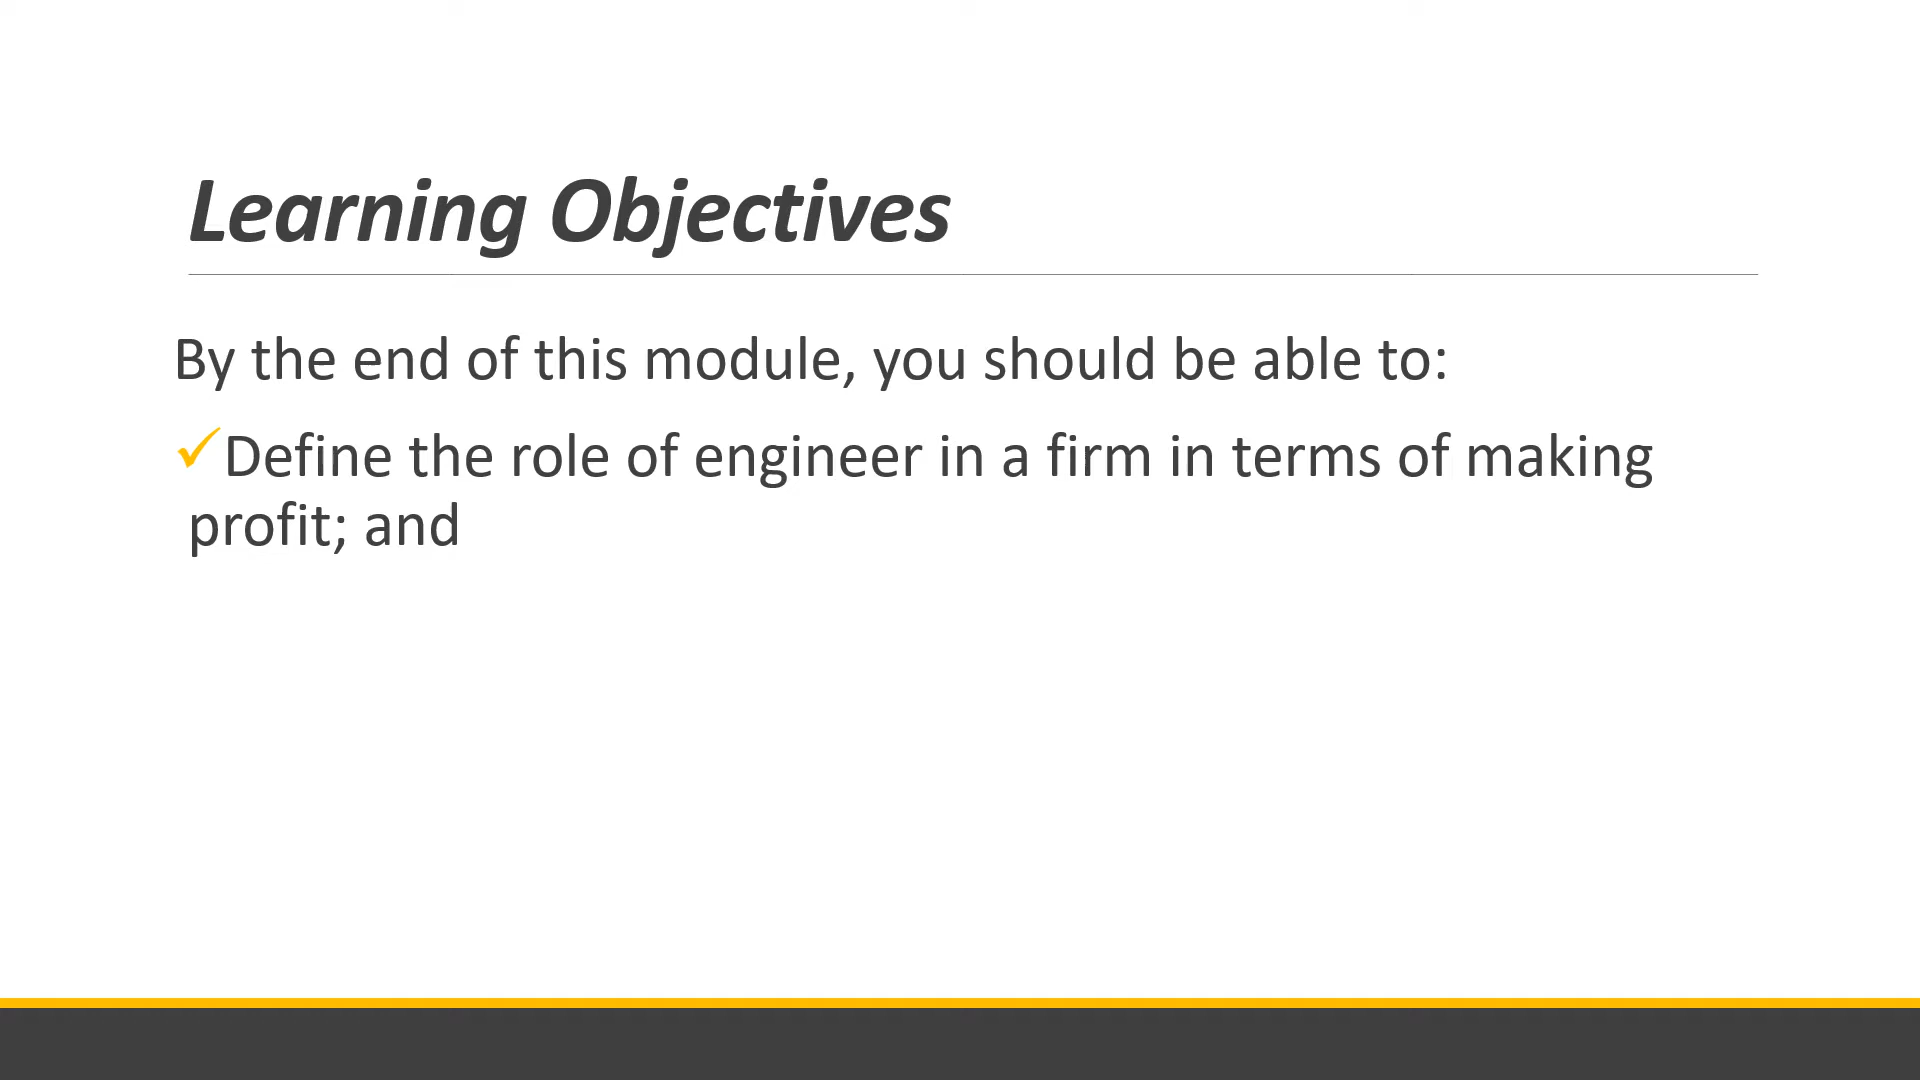 Learning Objectives
By the end of this module, you should be able to:
✓Define the role of engineer in a firm in terms of making
profit; and